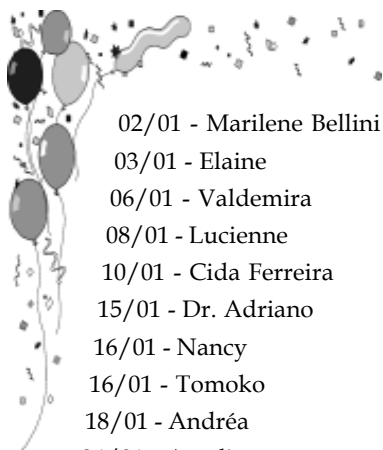 02/01 - Marilene Bellini
03/01 - Elaine
06/01 - Valdemira
08/01 - Lucienne
10/01 - Cida Ferreira
15/01 - Dr. Adriano
16/01 - Nancy
16/01 - Tomoko
18/01 - Andréa